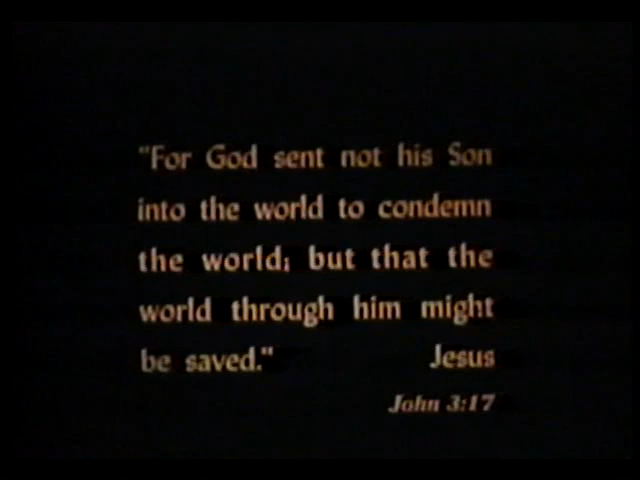 "For God sent not his Son
into the world to condemn
the world; but that the
world through him might
be saved." Jesus
John 3:17